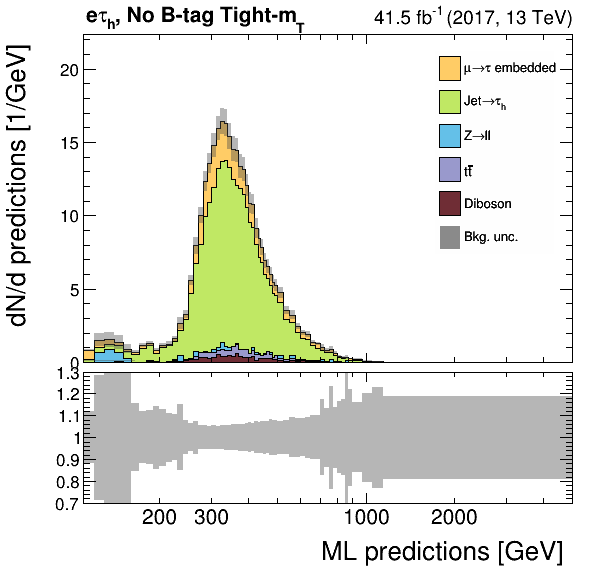 eτh, No B-tag Tight-mT 41.5 fb⁻¹ (2017, 13 TeV)
dN/d predictions [1/GeV]
20
15
10
5
0
μ→τ embedded
Jet→τh
Z→ll
tt̅
Diboson
Bkg. unc.
1.3
1.2
1.1
1
0.9
0.8
0.7
200 300 1000 2000
ML predictions [GeV]